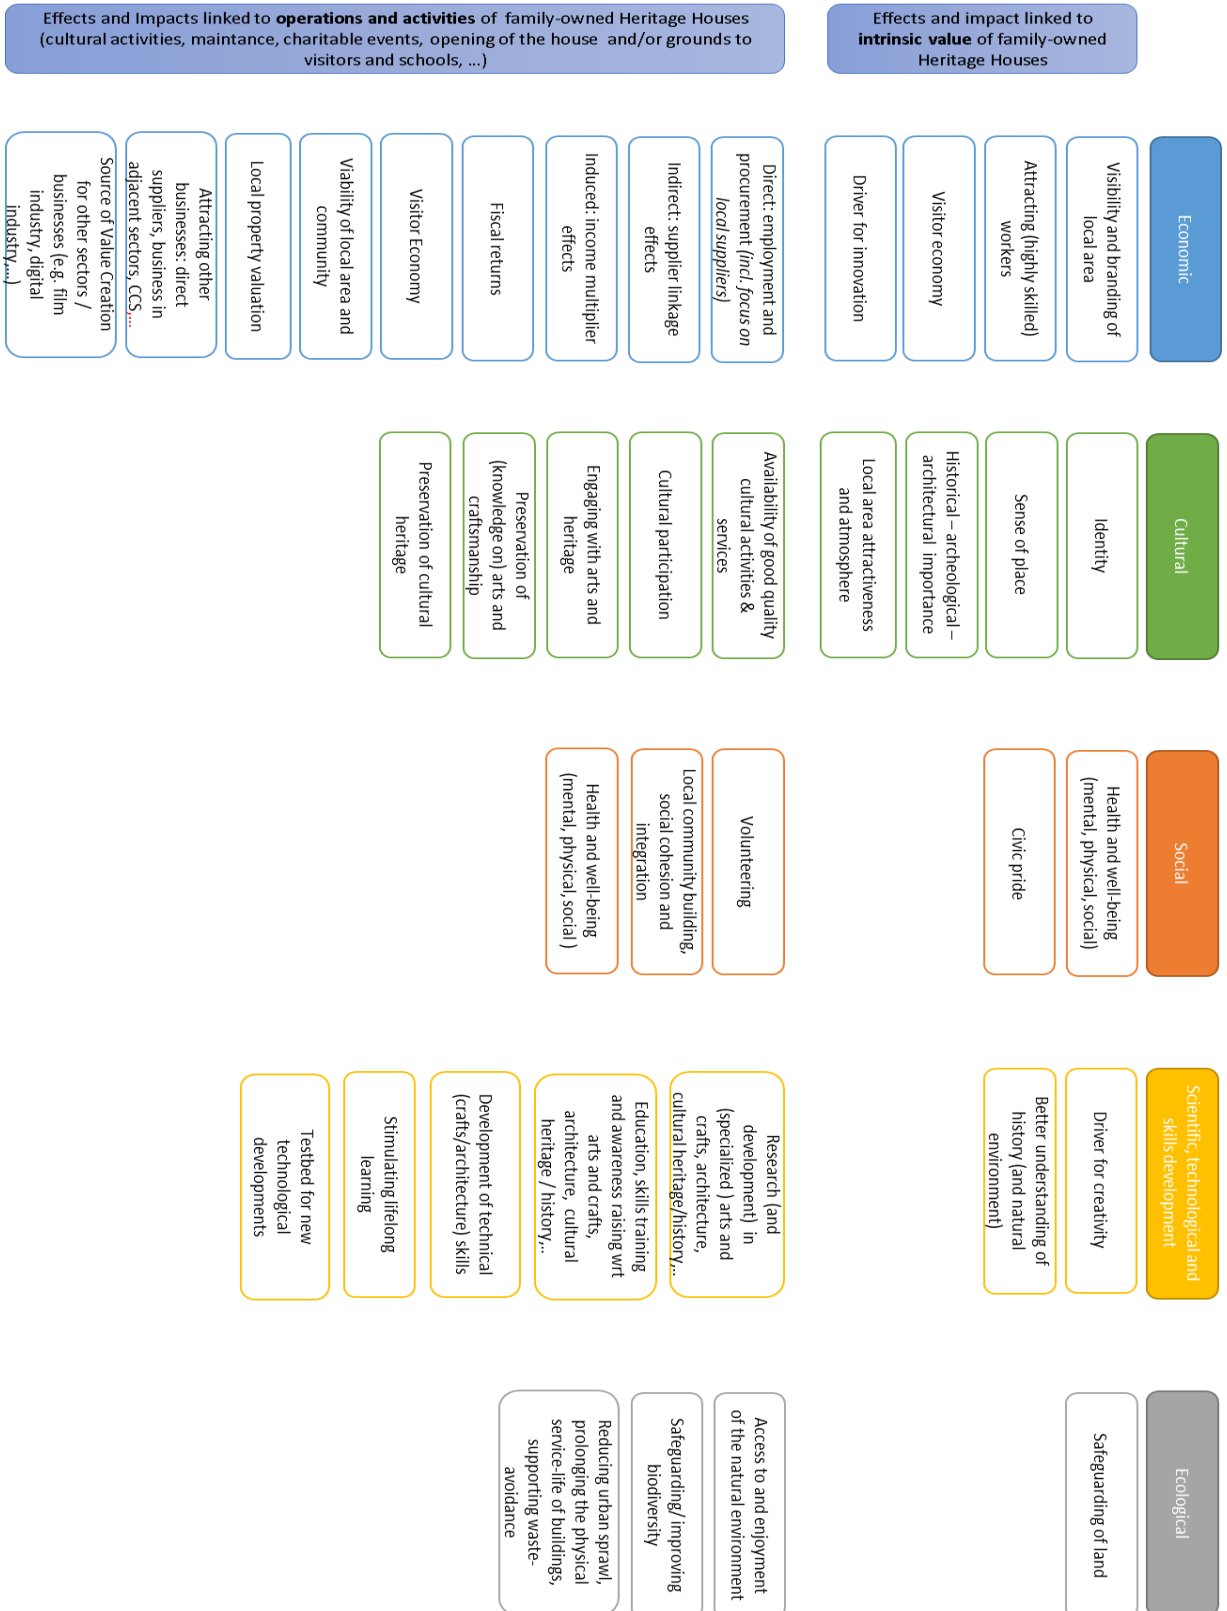 Effects and Impacts linked to operations and activities of family-owned Heritage Houses
(cultural activities, maintance, charitable events, opening of the house and/or grounds to
visitors and schools, ...)
Effects and impact linked to
intrinsic value of family-owned
Heritage Houses
Economic
Visibility and branding of
local area
Attracting (highly skilled)
workers
Visitor economy
Driver for innovation
Direct: employment and
procurement (incl. focus on
local suppliers)
Indirect: supplier linkage
effects
Induced: income multiplier
effects
Fiscal returns
Visitor Economy
Viability of local area and
community
Local property valuation
Attracting other
businesses: direct
suppliers, business in
adjacent sectors, CCS,...
Source of Value Creation
for other sectors /
businesses (e.g. film
industry, digital
industry,...)
Cultural
Identity
Sense of place
Historical – archeological –
architectural importance
Local area attractiveness
and atmosphere
Availability of good quality
cultural activities &
services
Cultural participation
Engaging with arts and
heritage
Preservation of
(knowledge on) arts and
craftsmanship
Preservation of cultural
heritage
Social
Health and well-being
(mental, physical, social)
Civic pride
Volunteering
Local community building,
social cohesion and
integration
Health and well-being
(mental, physical, social )
Scientific, technological and
skills development
Driver for creativity
Better understanding of
history (and natural
environment)
Research (and
development) in
(specialized ) arts and
crafts, architecture,
cultural heritage/history,...
Education, skills training
and awareness raising wrt
arts and crafts,
architecture, cultural
heritage / history,...
Development of technical
(crafts/architecture) skills
Stimulating lifelong
learning
Testbed for new
technological
developments
Ecological
Safeguarding of land
Access to and enjoyment
of the natural environment
Safeguarding/ improving
biodiversity
Reducing urban sprawl,
prolonging the physical
service-life of buildings,
supporting waste-
avoidance